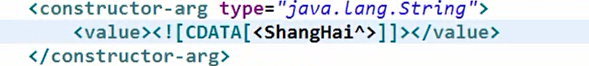 <constructor-arg type="java.lang.String">
<value><![CDATA[<ShangHai^>]]></value>
</constructor-arg>